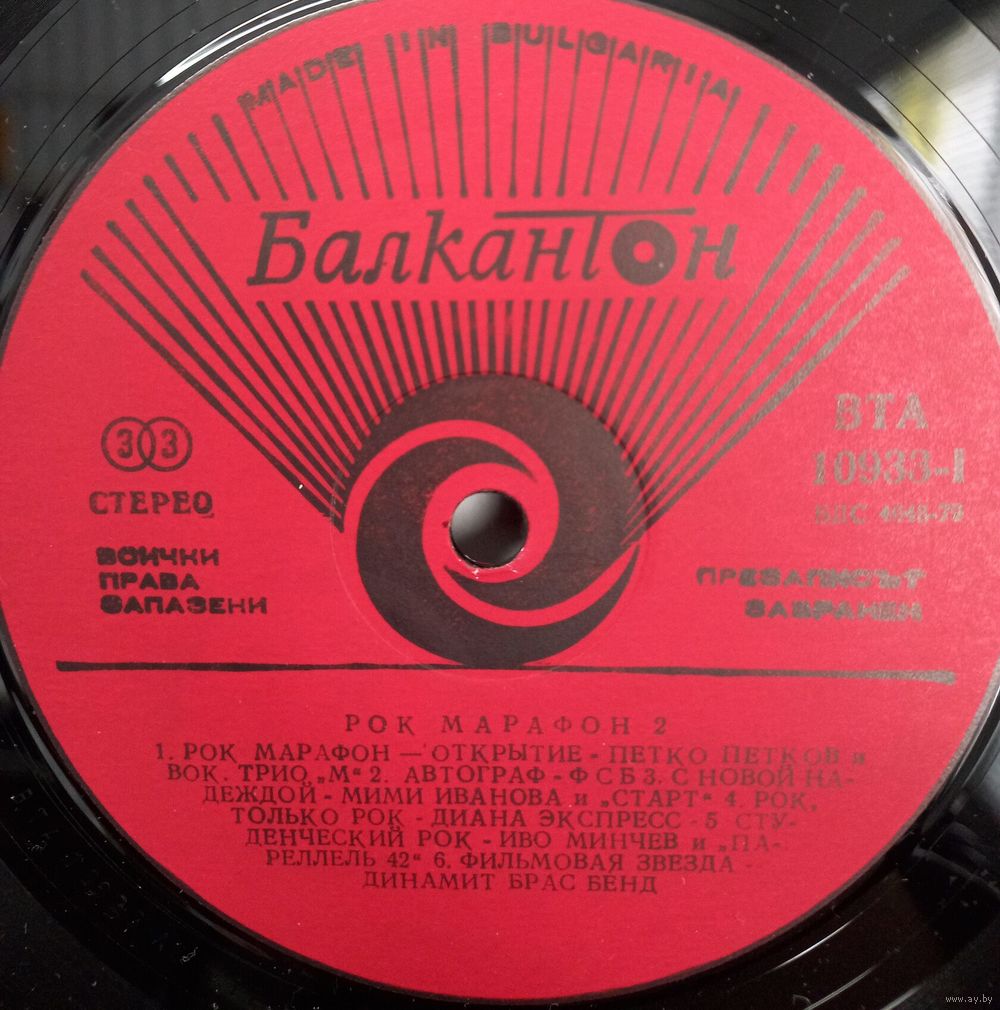 MADE IN BULGARIA
Балкантон
33
СТЕРЕО
ВСИЧКИ
ПРАВА
ЗАПАЗЕНИ
ВТА
10933-I
БДС 4048-73
ПРЕЗАПИСЪТ
ЗАБРАНЕН
РОК МАРАФОН 2
1. РОК МАРАФОН — ОТКРЫТИЕ - ПЕТКО ПЕТКОВ и
ВОК. ТРИО „М“ 2. АВТОГРАФ - Ф С Б 3. С НОВОЙ НА-
ДЕЖДОЙ - МИМИ ИВАНОВА и „СТАРТ“ 4. РОК,
ТОЛЬКО РОК - ДИАНА ЭКСПРЕСС - 5 СТУ-
ДЕНЧЕСКИЙ РОК - ИВО МИНЧЕВ и „ПА-
РЕЛЛЕЛЬ 42“ 6. ФИЛЬМОВАЯ ЗВЕЗДА -
ДИНАМИТ БРАС БЕНД
www.ay.by